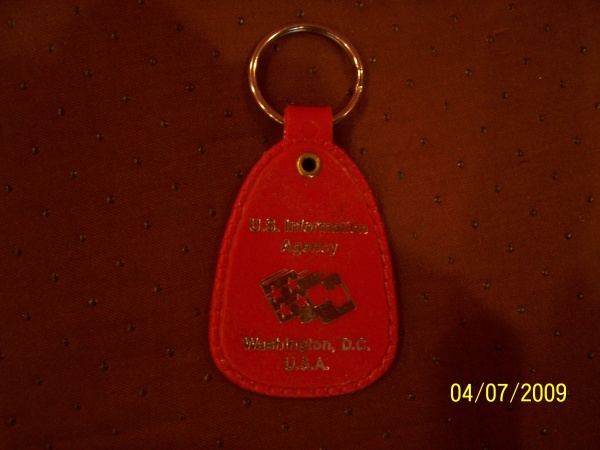 U.S. Information
Agency
Washington, D.C.
U.S.A.
04/07/2009